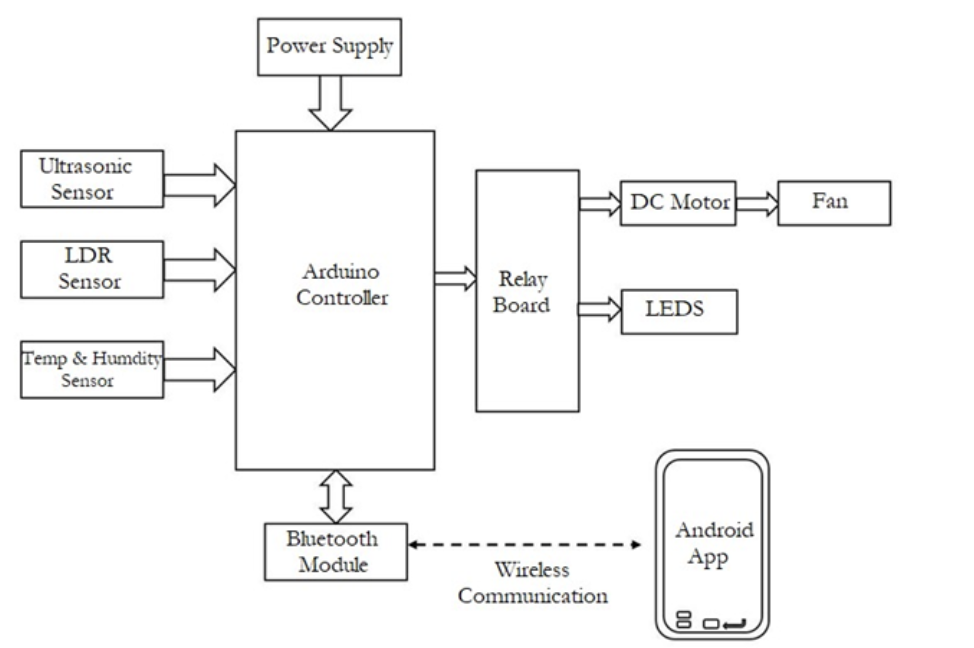 Power Supply
Ultrasonic
Sensor
LDR
Sensor
Temp & Humdity
Sensor
Arduino
Controller
Relay
Board
DC Motor
Fan
LEDS
Bluetooth
Module
Wireless
Communication
Android
App